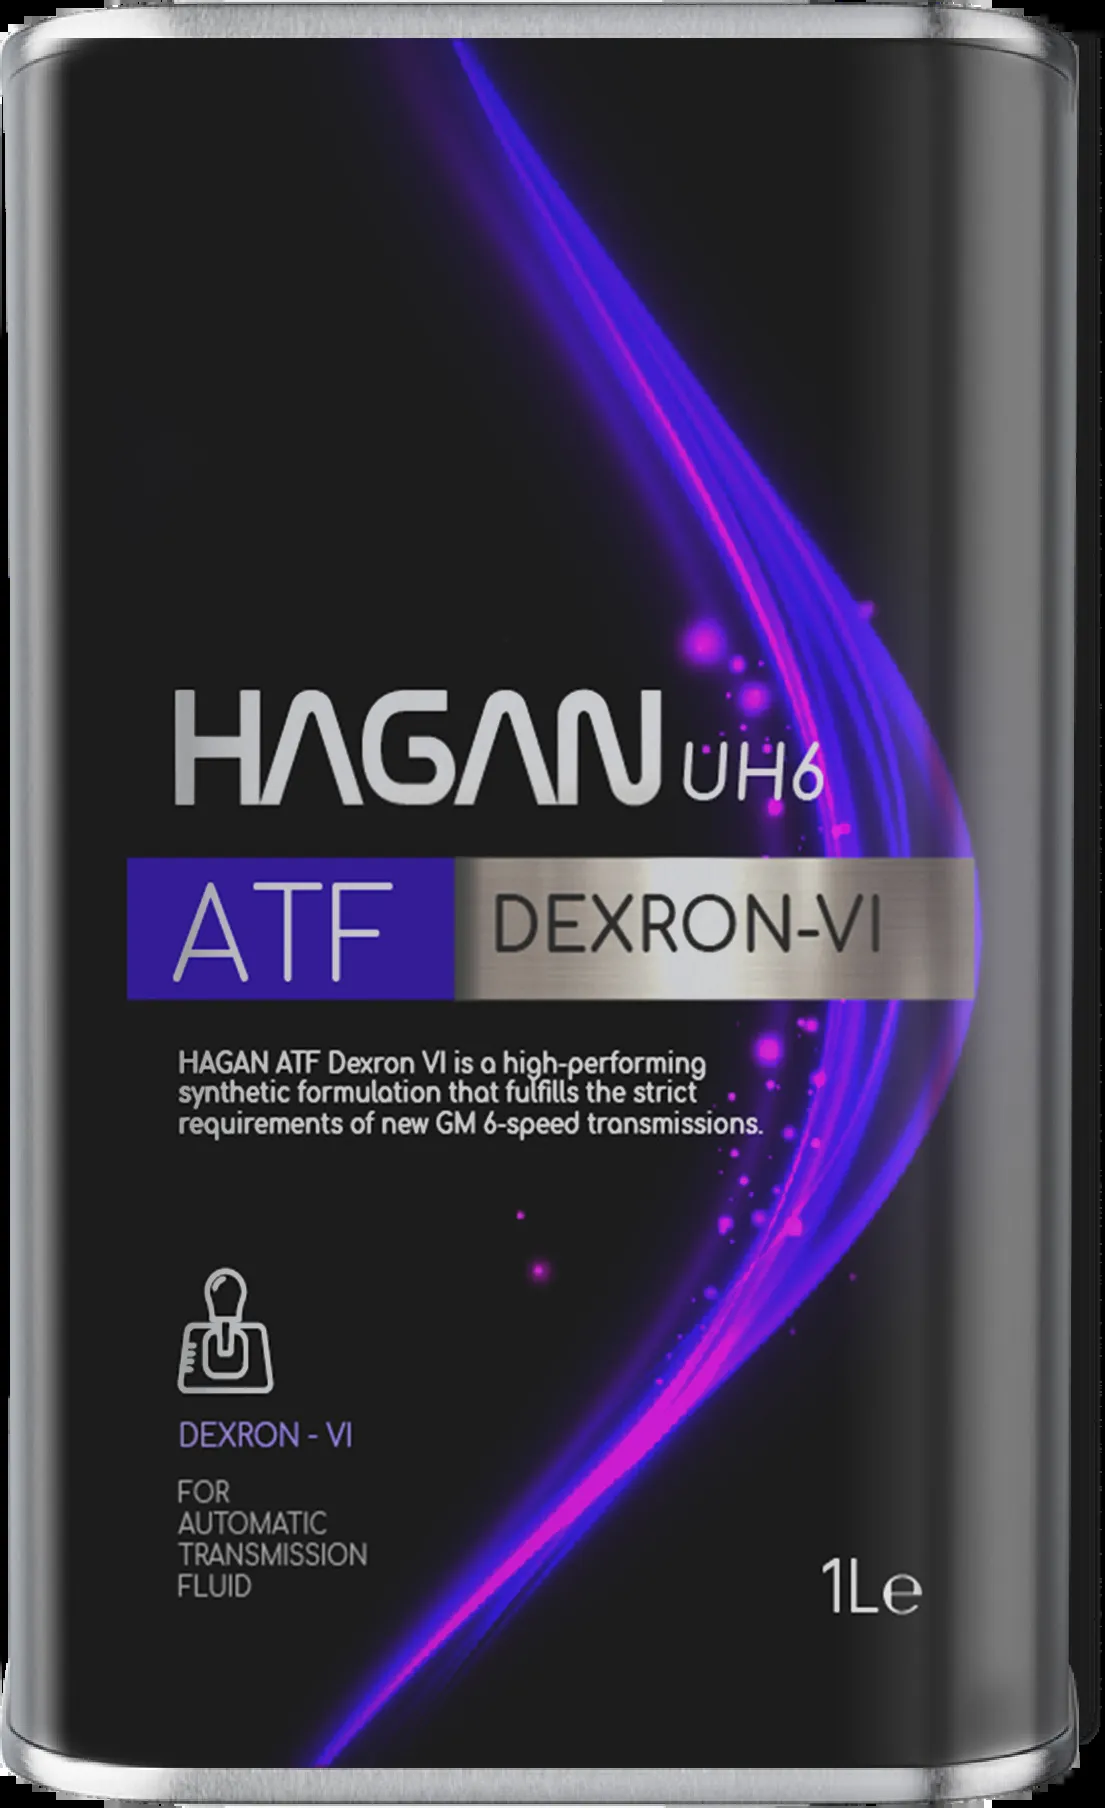 HAGAN UH6
ATF DEXRON-VI
HAGAN ATF Dexron VI is a high-performing
synthetic formulation that fulfills the strict
requirements of new GM 6-speed transmissions.
DEXRON - VI
FOR
AUTOMATIC
TRANSMISSION
FLUID
1L℮